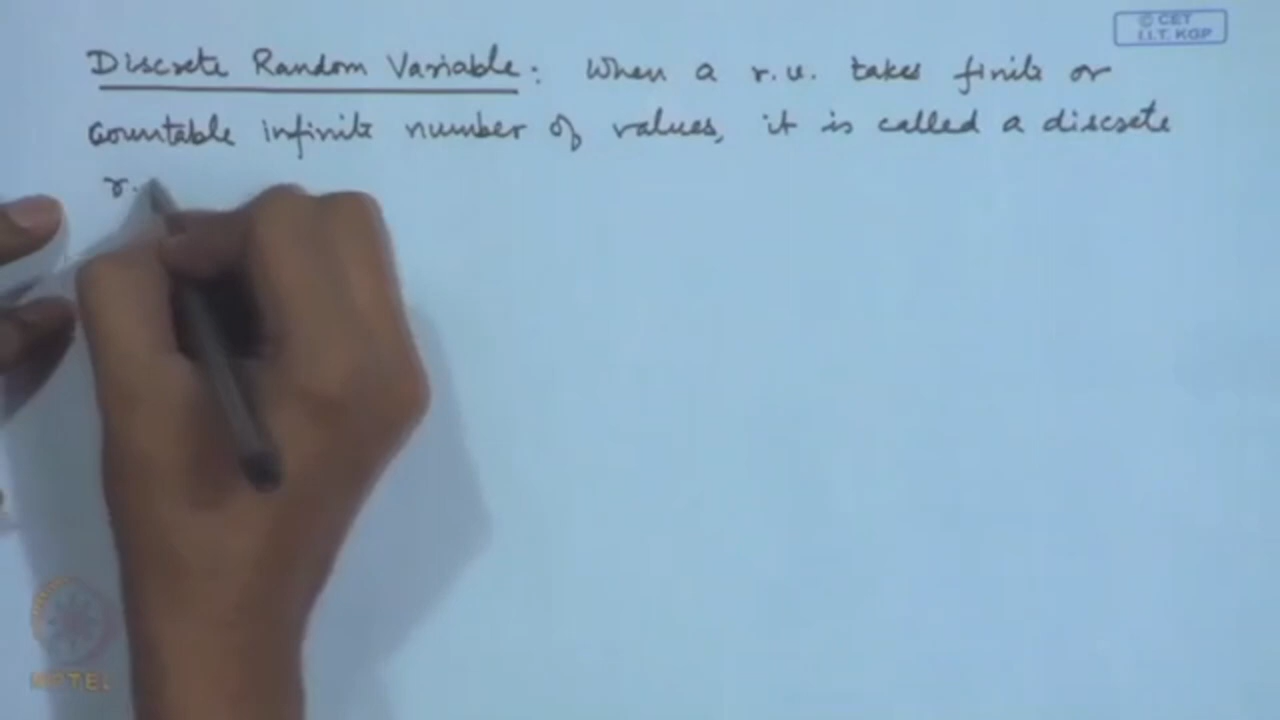 © CET
I.I.T. KGP
Discrete Random Variable: When a r.v. takes finite or
countable infinite number of values, it is called a discrete
r.
NPTEL